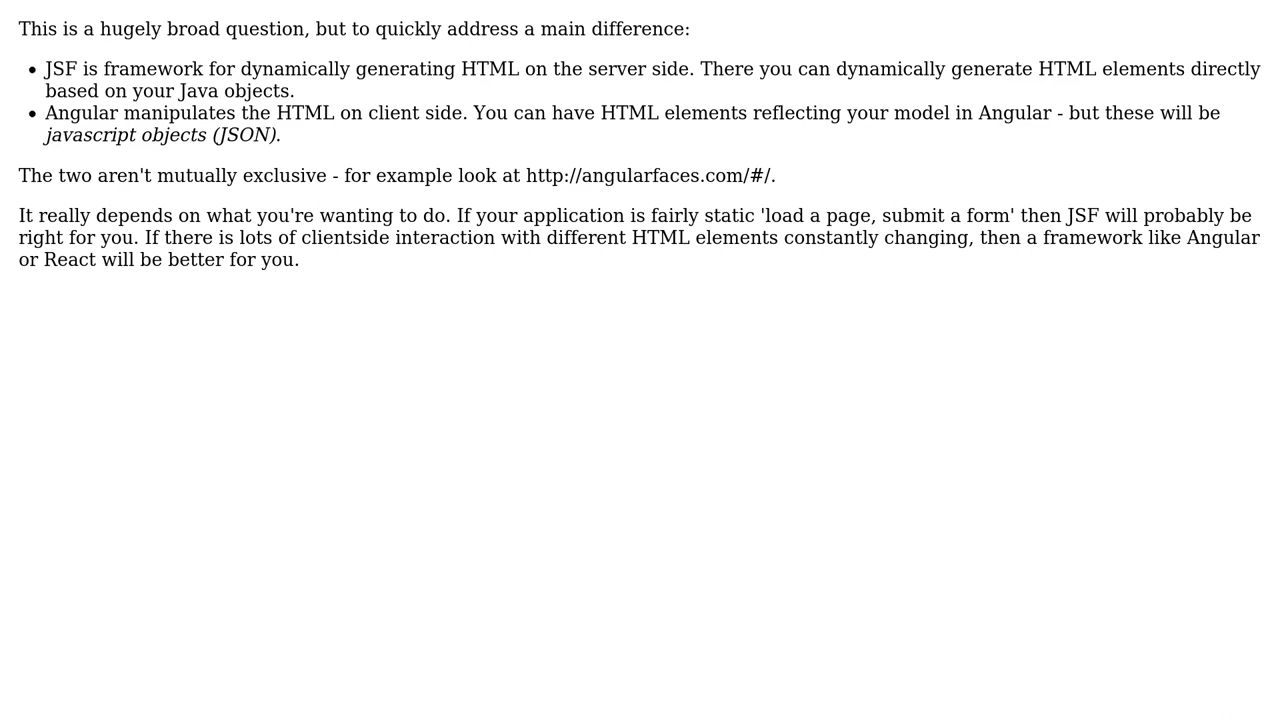 This is a hugely broad question, but to quickly address a main difference:
• JSF is framework for dynamically generating HTML on the server side. There you can dynamically generate HTML elements directly
based on your Java objects.
• Angular manipulates the HTML on client side. You can have HTML elements reflecting your model in Angular - but these will be
javascript objects (JSON).
The two aren't mutually exclusive - for example look at http://angularfaces.com/#/.
It really depends on what you're wanting to do. If your application is fairly static 'load a page, submit a form' then JSF will probably be
right for you. If there is lots of clientside interaction with different HTML elements constantly changing, then a framework like Angular
or React will be better for you.